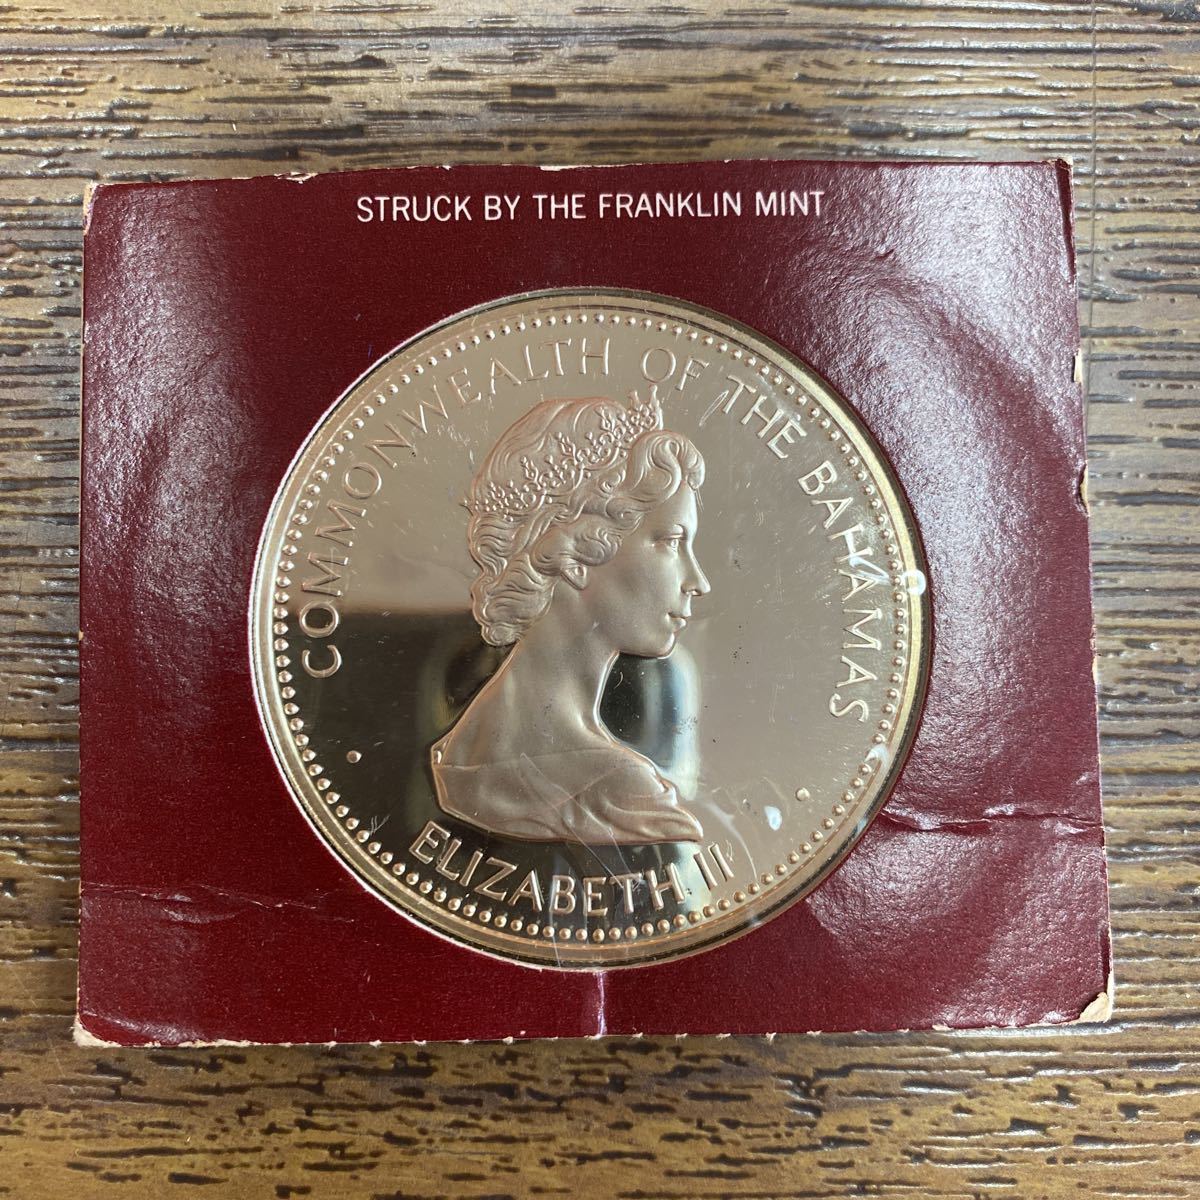 STRUCK BY THE FRANKLIN MINT
COMMONWEALTH OF THE BAHAMAS
ELIZABETH II